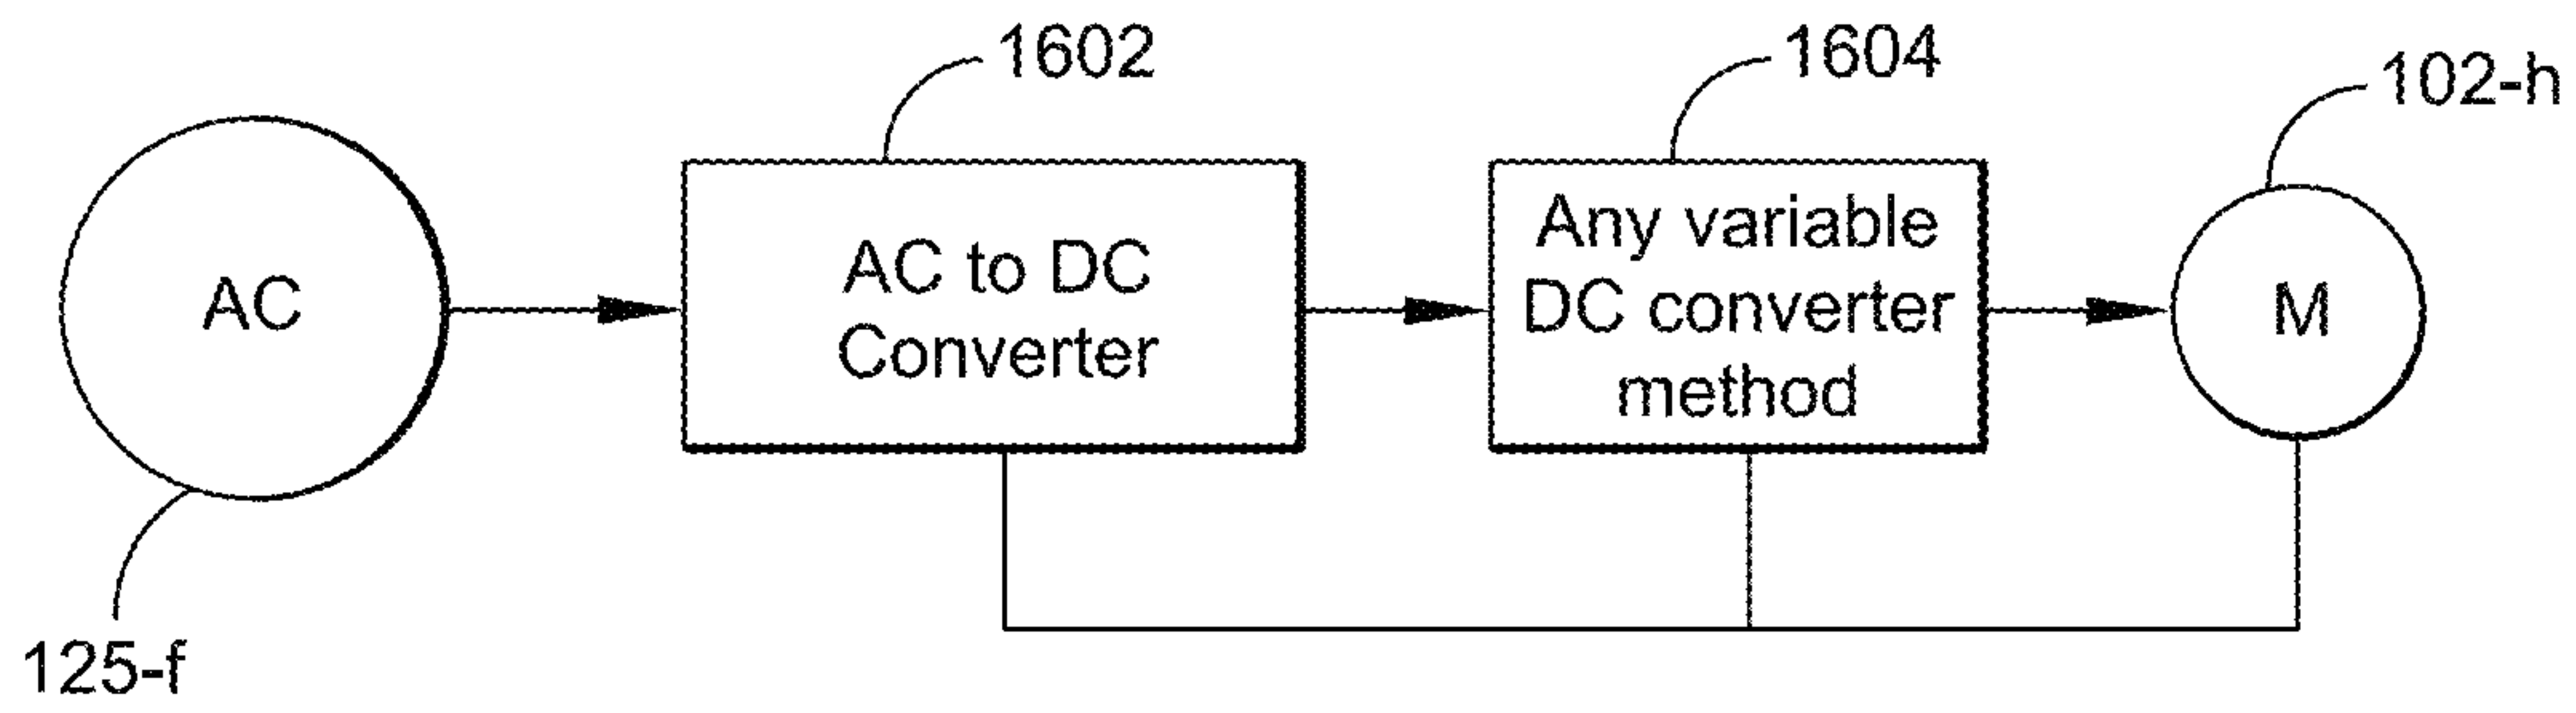 1602
1604
102-h
AC
AC to DC
Converter
Any variable
DC converter
method
M
125-f